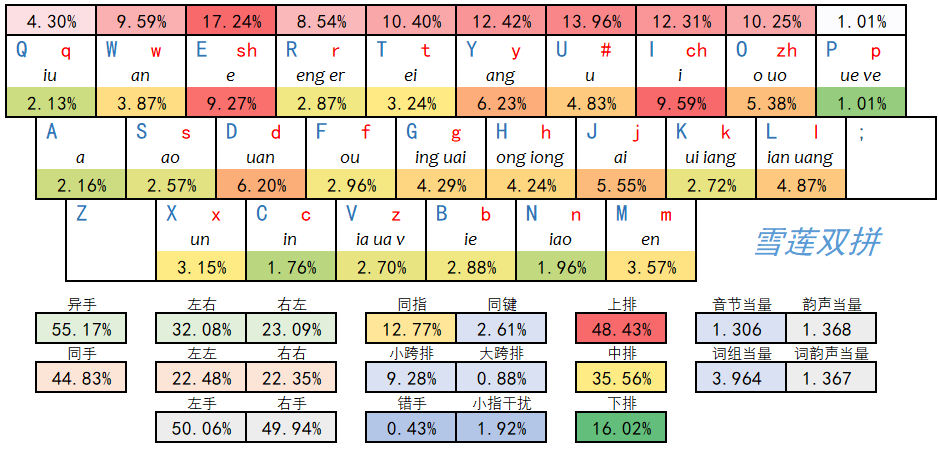 4.30% 9.59% 17.24% 8.54% 10.40% 12.42% 13.96% 12.31% 10.25% 1.01%
Q q W w E sh R r T t Y y U # I ch O zh P p
iu an e eng er ei ang u i o uo ue ve
2.13% 3.87% 9.27% 2.87% 3.24% 6.23% 4.83% 9.59% 5.38% 1.01%
A S s D d F f G g H h J j K k L l ;
a ao uan ou ing uai ong iong ai ui iang ian uang
2.16% 2.57% 6.20% 2.96% 4.29% 4.24% 5.55% 2.72% 4.87%
Z X x C c V z B b N n M m
un in ia ua v ie iao en
雪莲双拼
3.15% 1.76% 2.70% 2.88% 1.96% 3.57%
异手 左右 右左 同指 同键 上排 音节当量 韵声当量
55.17% 32.08% 23.09% 12.77% 2.61% 48.43% 1.306 1.368
同手 左左 右右 小跨排 大跨排 中排 词组当量 词韵声当量
44.83% 22.48% 22.35% 9.28% 0.88% 35.56% 3.964 1.367
左手 右手 错手 小指干扰 下排
50.06% 49.94% 0.43% 1.92% 16.02%